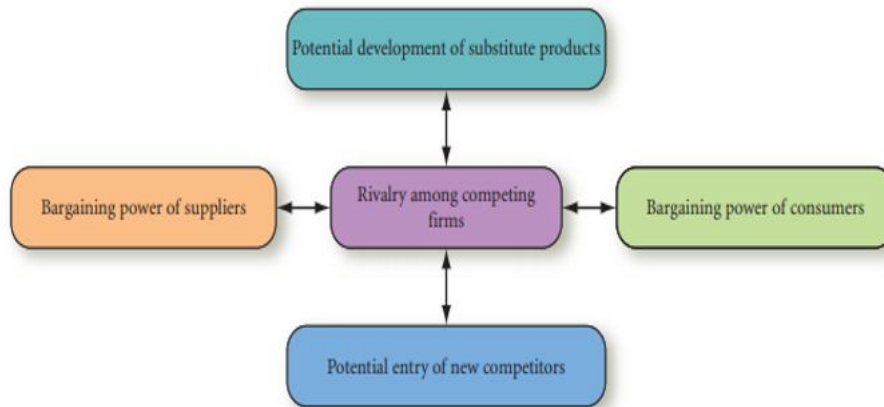 Potential development of substitute products
Bargaining power of suppliers
Rivalry among competing
firms
Bargaining power of consumers
Potential entry of new competitors